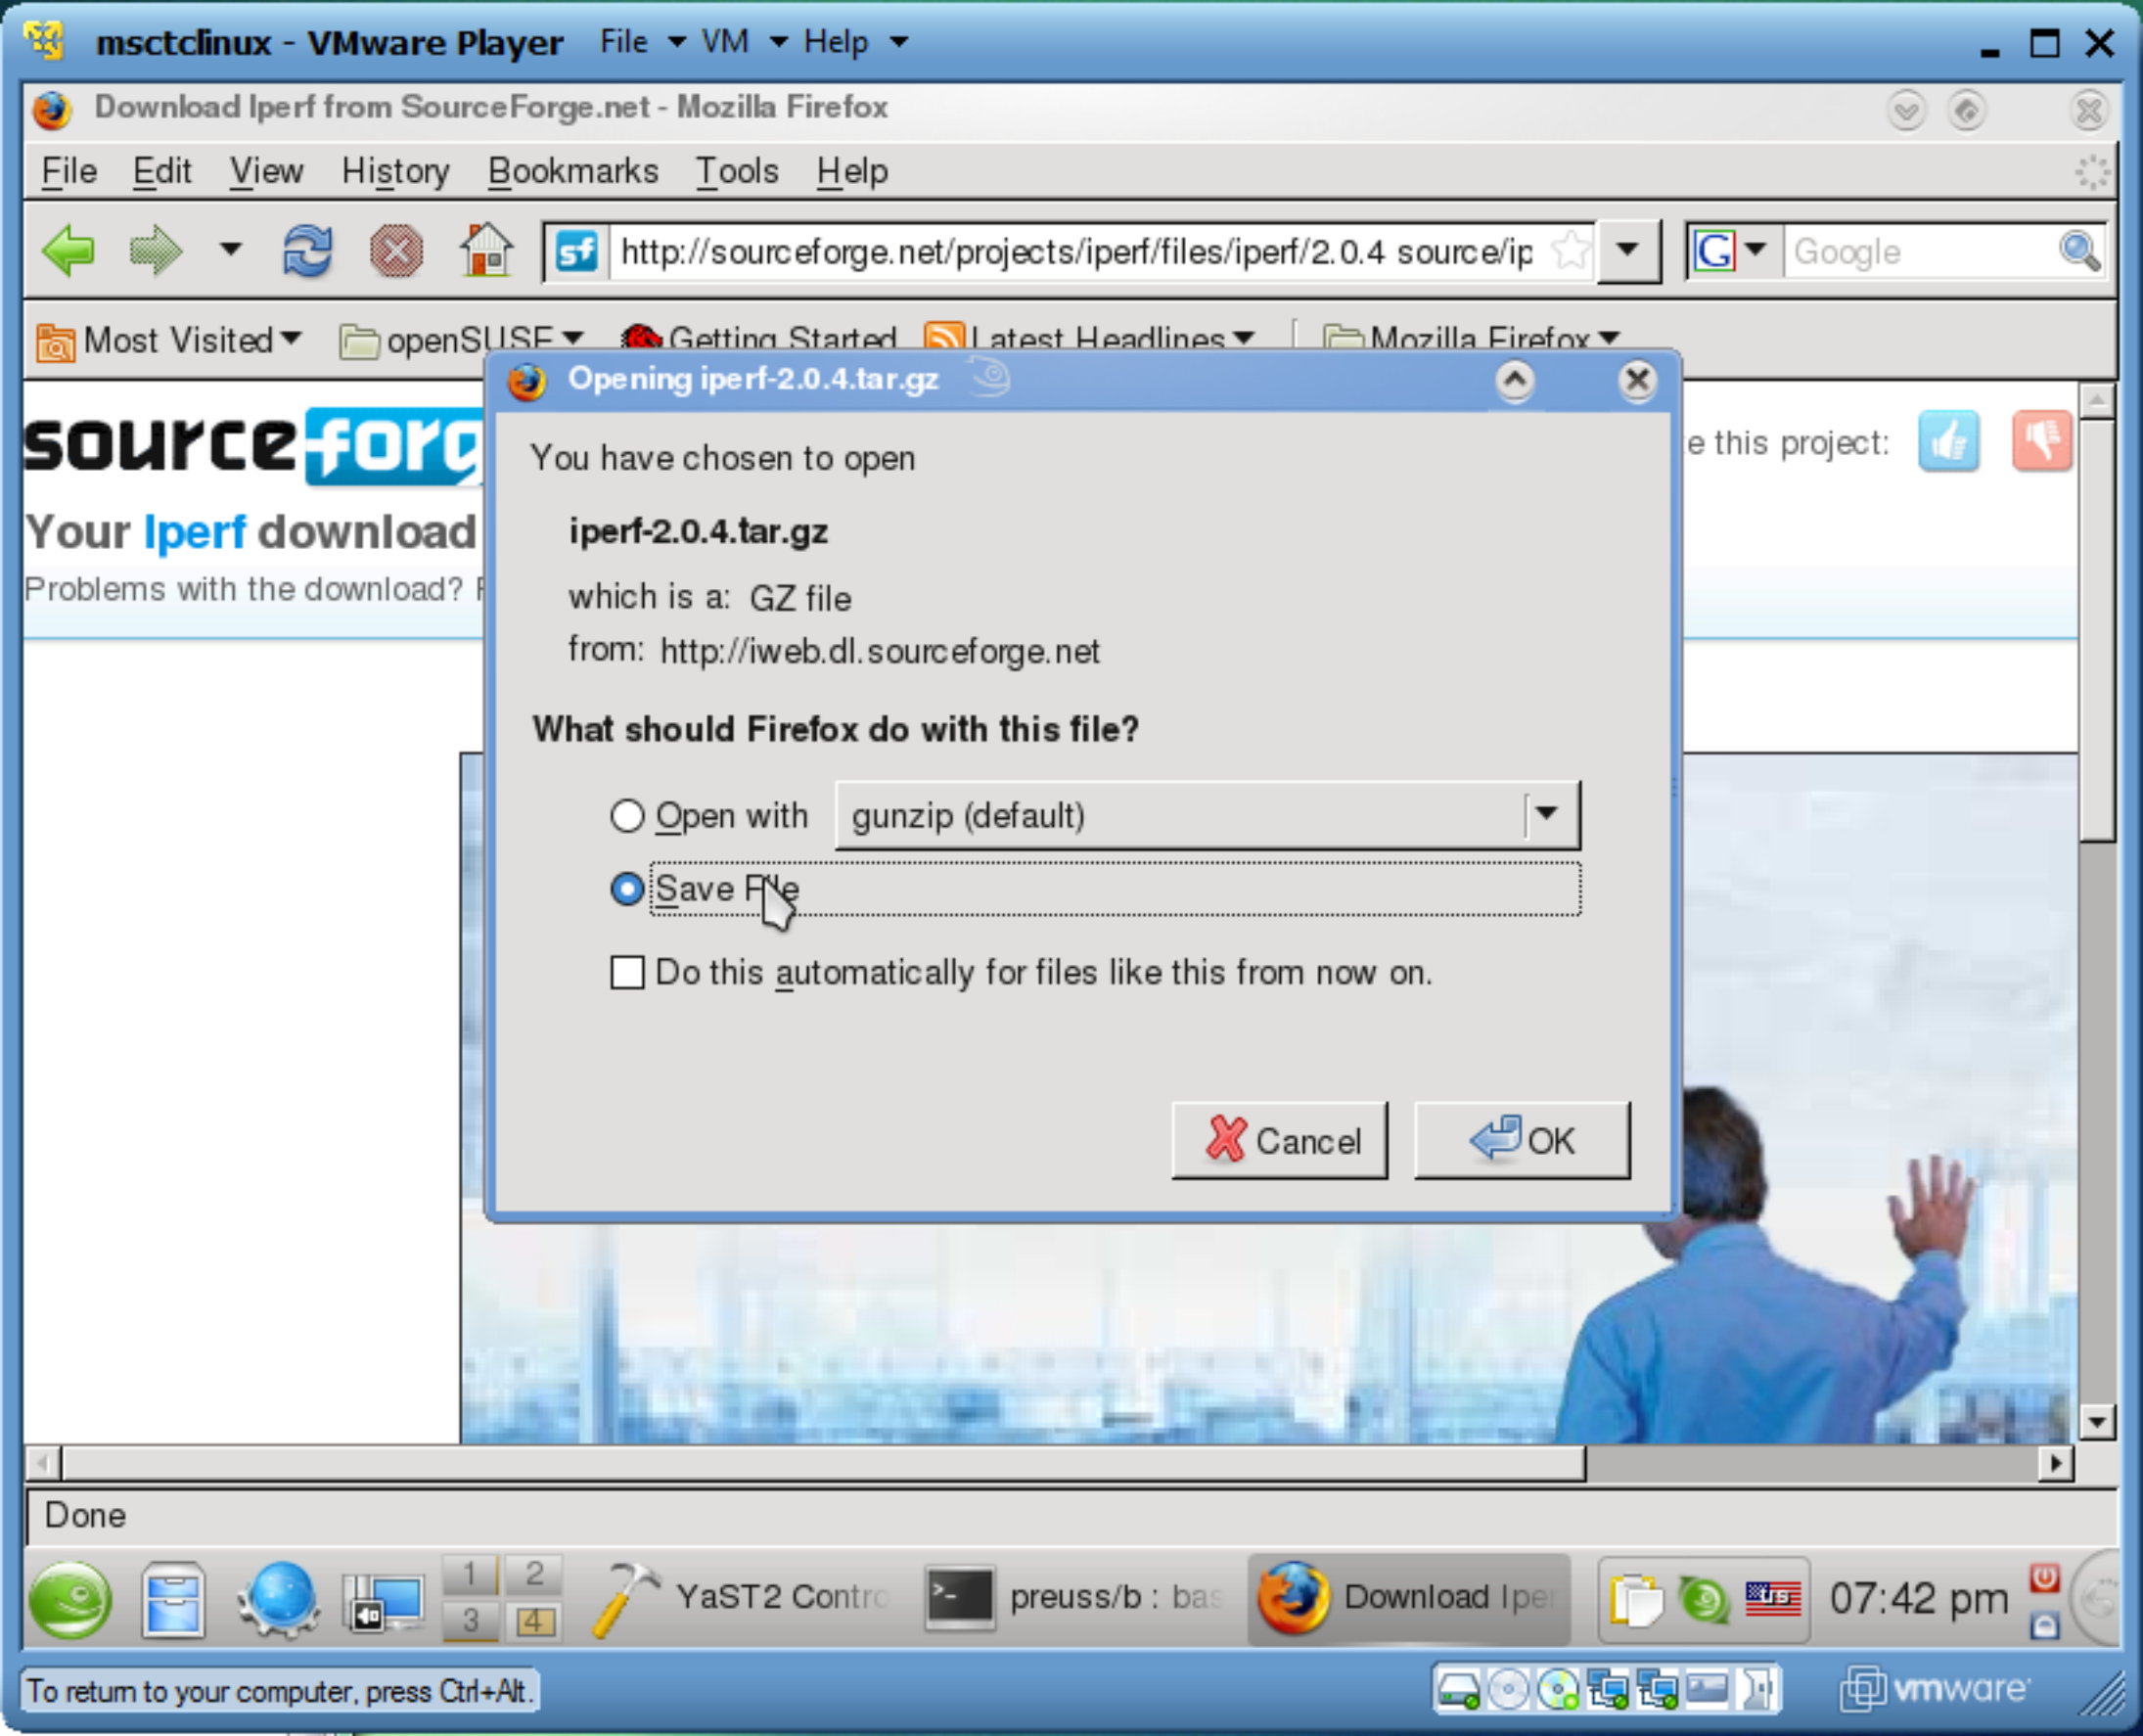 msctclinux - VMware Player File VM Help
Download Iperf from SourceForge.net - Mozilla Firefox
File Edit View History Bookmarks Tools Help
http://sourceforge.net/projects/iperf/files/iperf/2.0.4 source/ip
Google
Most Visited openSUSE Getting Started Latest Headlines Mozilla Firefox
Opening iperf-2.0.4.tar.gz
sourceforg
e this project:
Your Iperf download
Problems with the download?
You have chosen to open
iperf-2.0.4.tar.gz
which is a: GZ file
from: http://iweb.dl.sourceforge.net
What should Firefox do with this file?
Open with gunzip (default)
Save File
Do this automatically for files like this from now on.
Cancel OK
Done
1 2
3 4
YaST2 Contro
preuss/b : bas
Download Iper
us
07:42 pm
To return to your computer, press Ctrl+Alt.
vmware